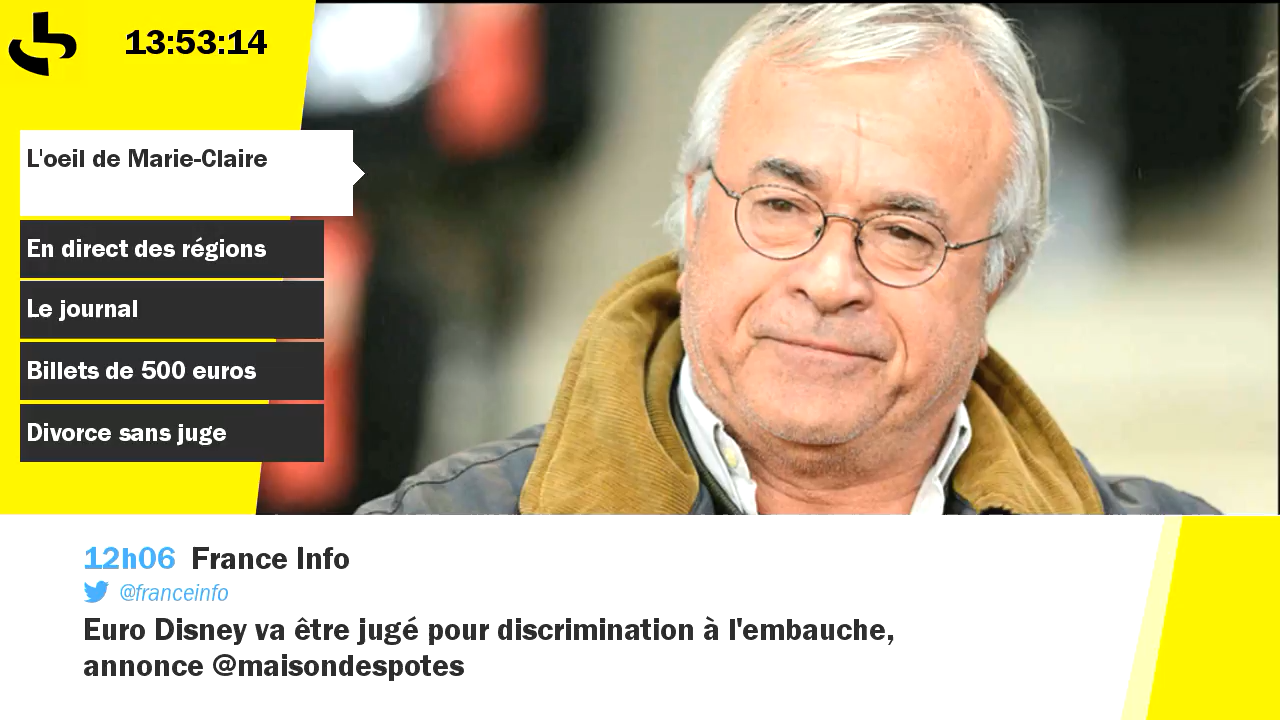 13:53:14
L'oeil de Marie-Claire
En direct des régions
Le journal
Billets de 500 euros
Divorce sans juge
12h06 France Info
@franceinfo
Euro Disney va être jugé pour discrimination à l'embauche,
annonce @maisondespotes